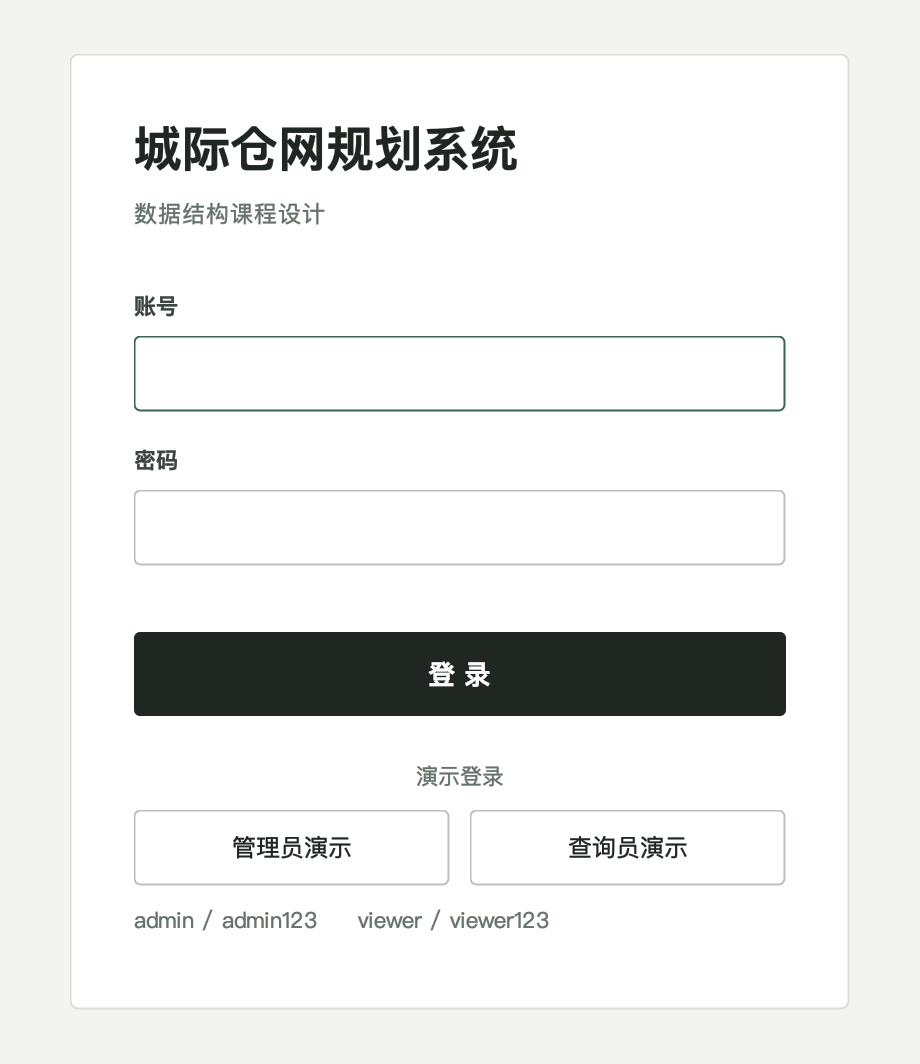 城际仓网规划系统
数据结构课程设计
账号
密码
登 录
演示登录
管理员演示 查询员演示
admin / admin123 viewer / viewer123